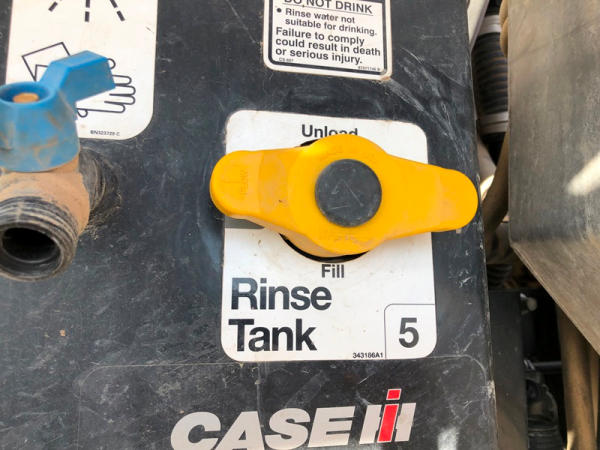 DO NOT DRINK
• Rinse water not
suitable for drinking.
Failure to comply
could result in death
or serious injury.
Unload
Fill
Rinse
Tank
5
343186A1
CASE IH